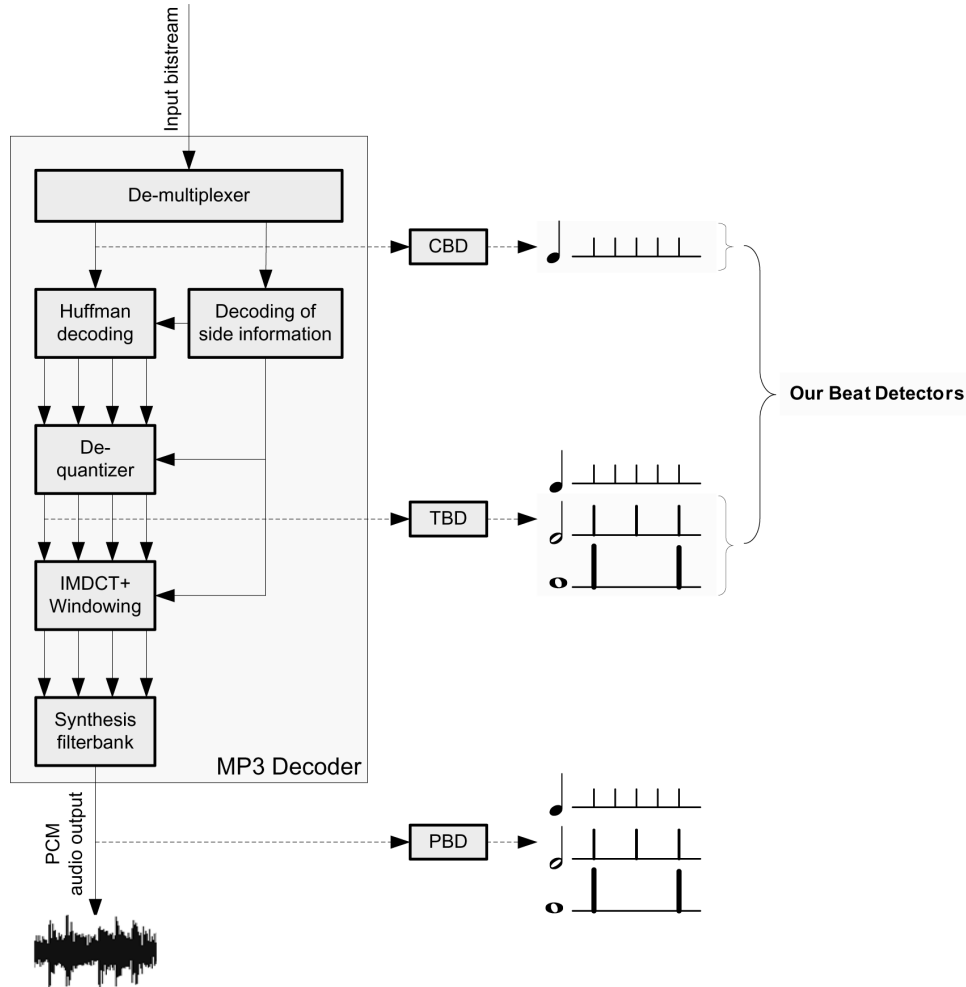 Input bitstream
De-multiplexer
CBD
Huffman
decoding
Decoding of
side information
Our Beat Detectors
De-
quantizer
TBD
IMDCT+
Windowing
Synthesis
filterbank
MP3 Decoder
PCM
audio output
PBD